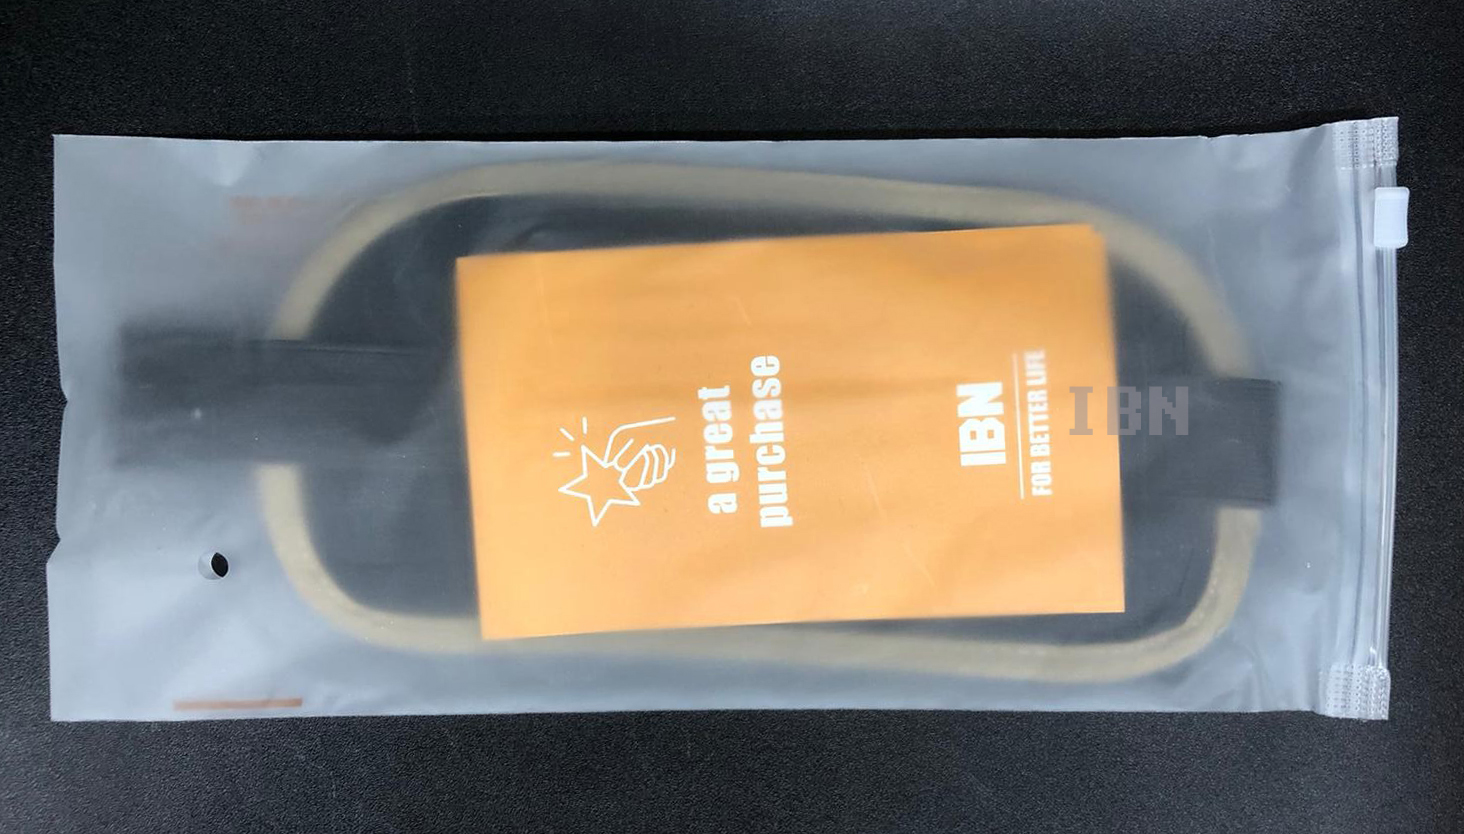 a great
purchase
IBN
FOR BETTER LIFE
IBN